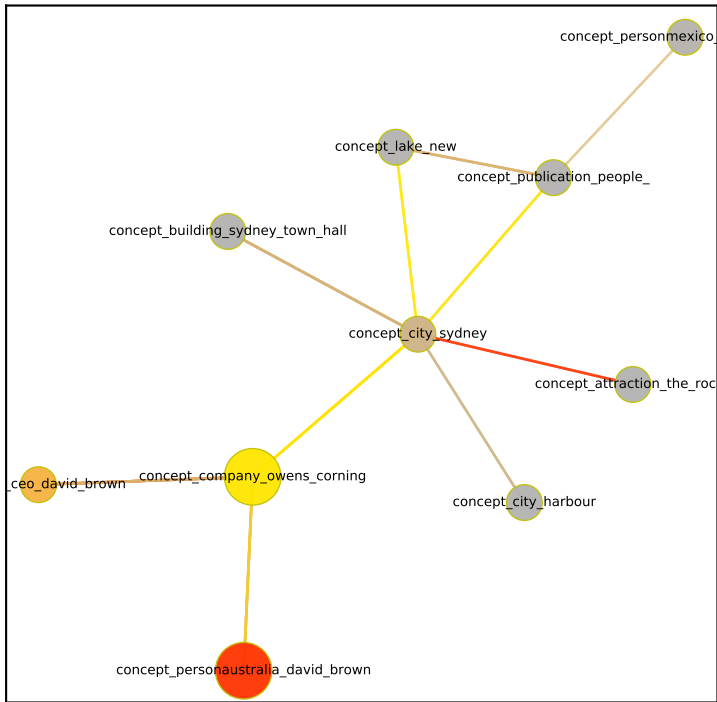 concept_personmexico_
concept_lake_new
concept_publication_people_
concept_building_sydney_town_hall
concept_city_sydney
concept_attraction_the_roc
concept_company_owens_corning
_ceo_david_brown
concept_city_harbour
concept_personaustralia_david_brown